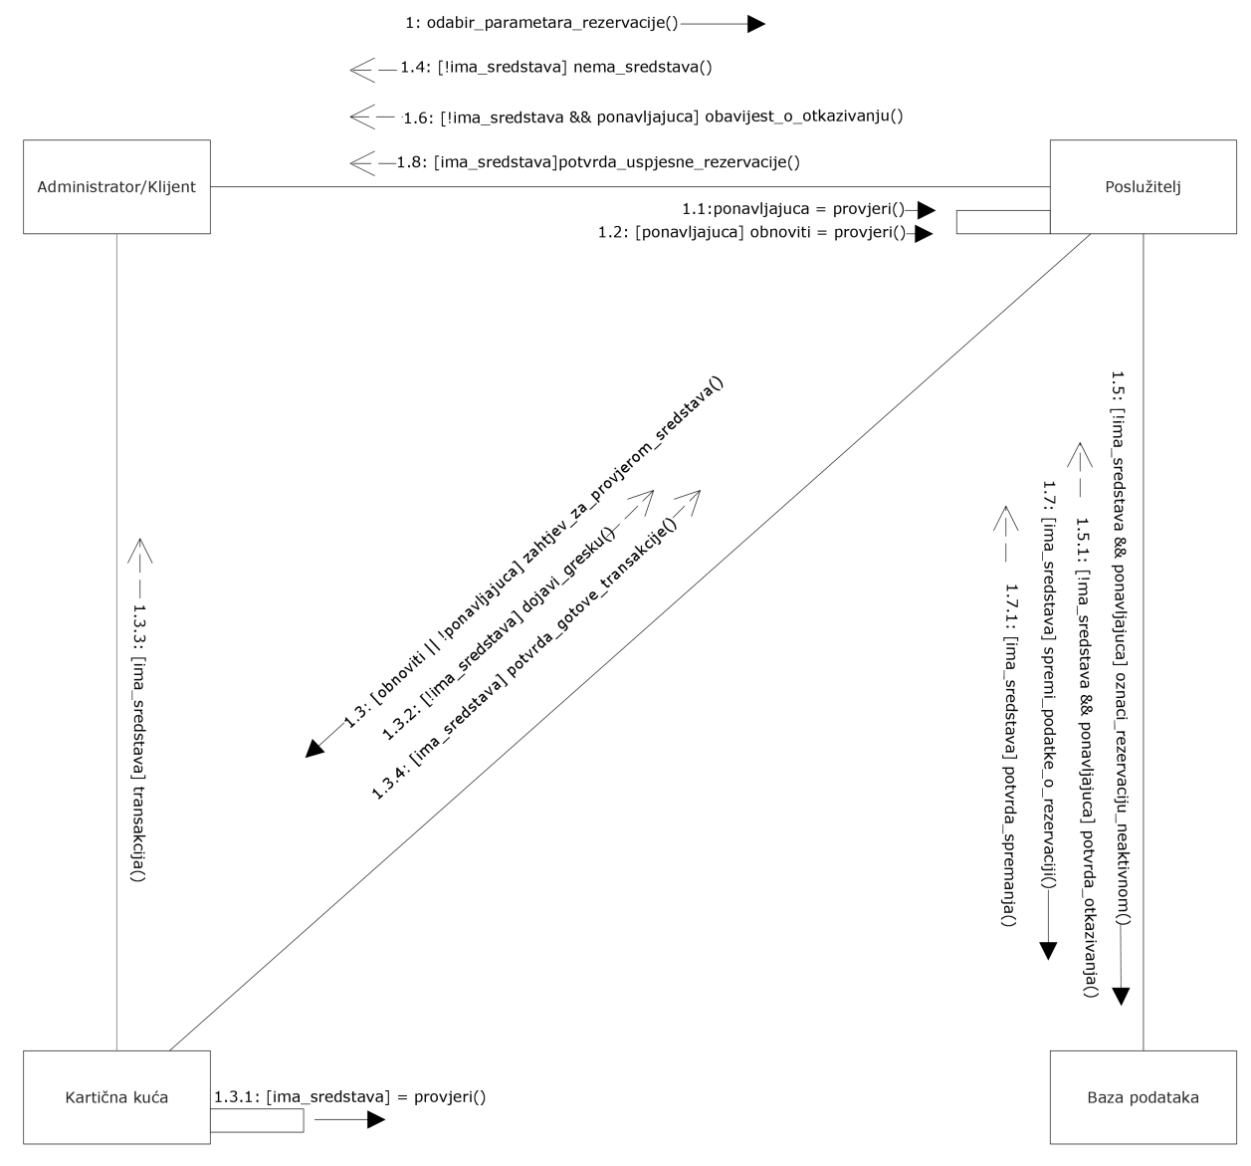 1: odabir_parametara_rezervacije()
1.4: [!ima_sredstava] nema_sredstava()
1.6: [!ima_sredstava && ponavljajuca] obavijest_o_otkazivanju()
1.8: [ima_sredstava]potvrda_uspjesne_rezervacije()
Administrator/Klijent
Poslužitelj
1.1:ponavljajuca = provjeri()
1.2: [ponavljajuca] obnoviti = provjeri()
1.3: [obnoviti || !ponavljajuca] zahtjev_za_provjerom_sredstava()
1.3.2: [!ima_sredstava] dojavi_gresku()
1.3.4: [ima_sredstava] potvrda_gotove_transakcije()
1.3.3: [ima_sredstava] transakcija()
1.7.1: [ima_sredstava] potvrda_spremanja()
1.7: [ima_sredstava] spremi_podatke_o_rezervaciji()
1.5.1: [!ma_sredstava && ponavljajuca] potvrda_otkazivanja()
1.5: [!ima_sredstava && ponavljajuca] oznaci_rezervaciju_neaktivnom()
Kartična kuća
1.3.1: [ima_sredstava] = provjeri()
Baza podataka